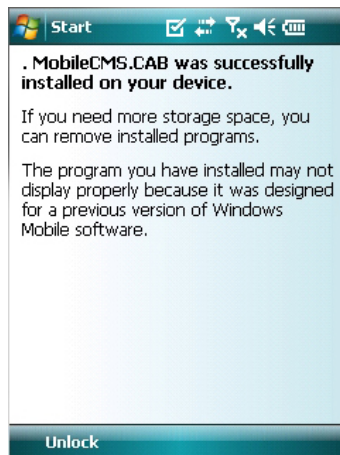 Start
. MobileCMS.CAB was successfully
installed on your device.
If you need more storage space, you
can remove installed programs.
The program you have installed may not
display properly because it was designed
for a previous version of Windows
Mobile software.
Unlock